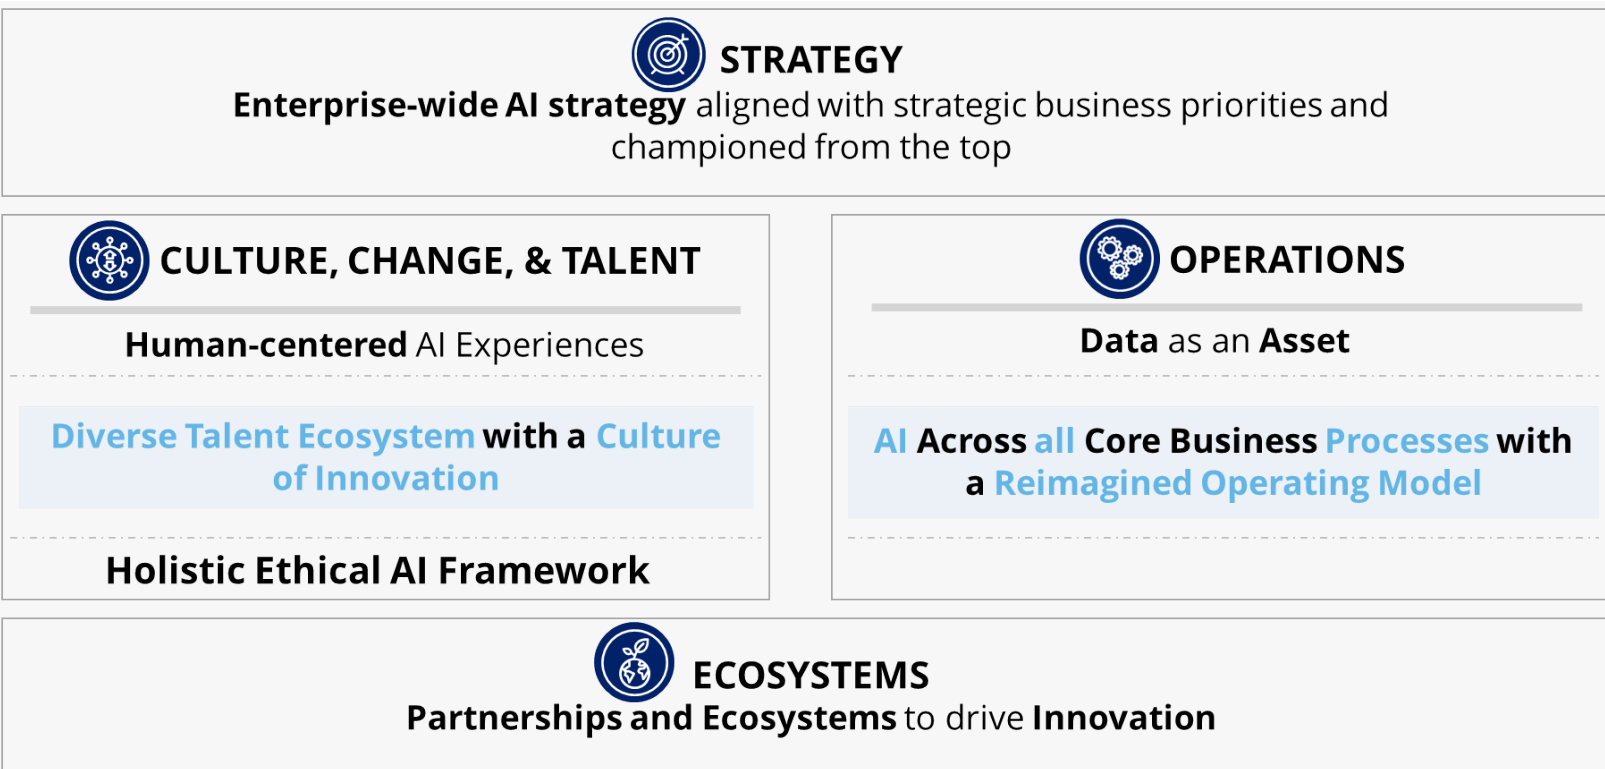 STRATEGY
Enterprise-wide AI strategy aligned with strategic business priorities and
championed from the top
CULTURE, CHANGE, & TALENT
Human-centered AI Experiences
Diverse Talent Ecosystem with a Culture
of Innovation
Holistic Ethical AI Framework
OPERATIONS
Data as an Asset
AI Across all Core Business Processes with
a Reimagined Operating Model
ECOSYSTEMS
Partnerships and Ecosystems to drive Innovation